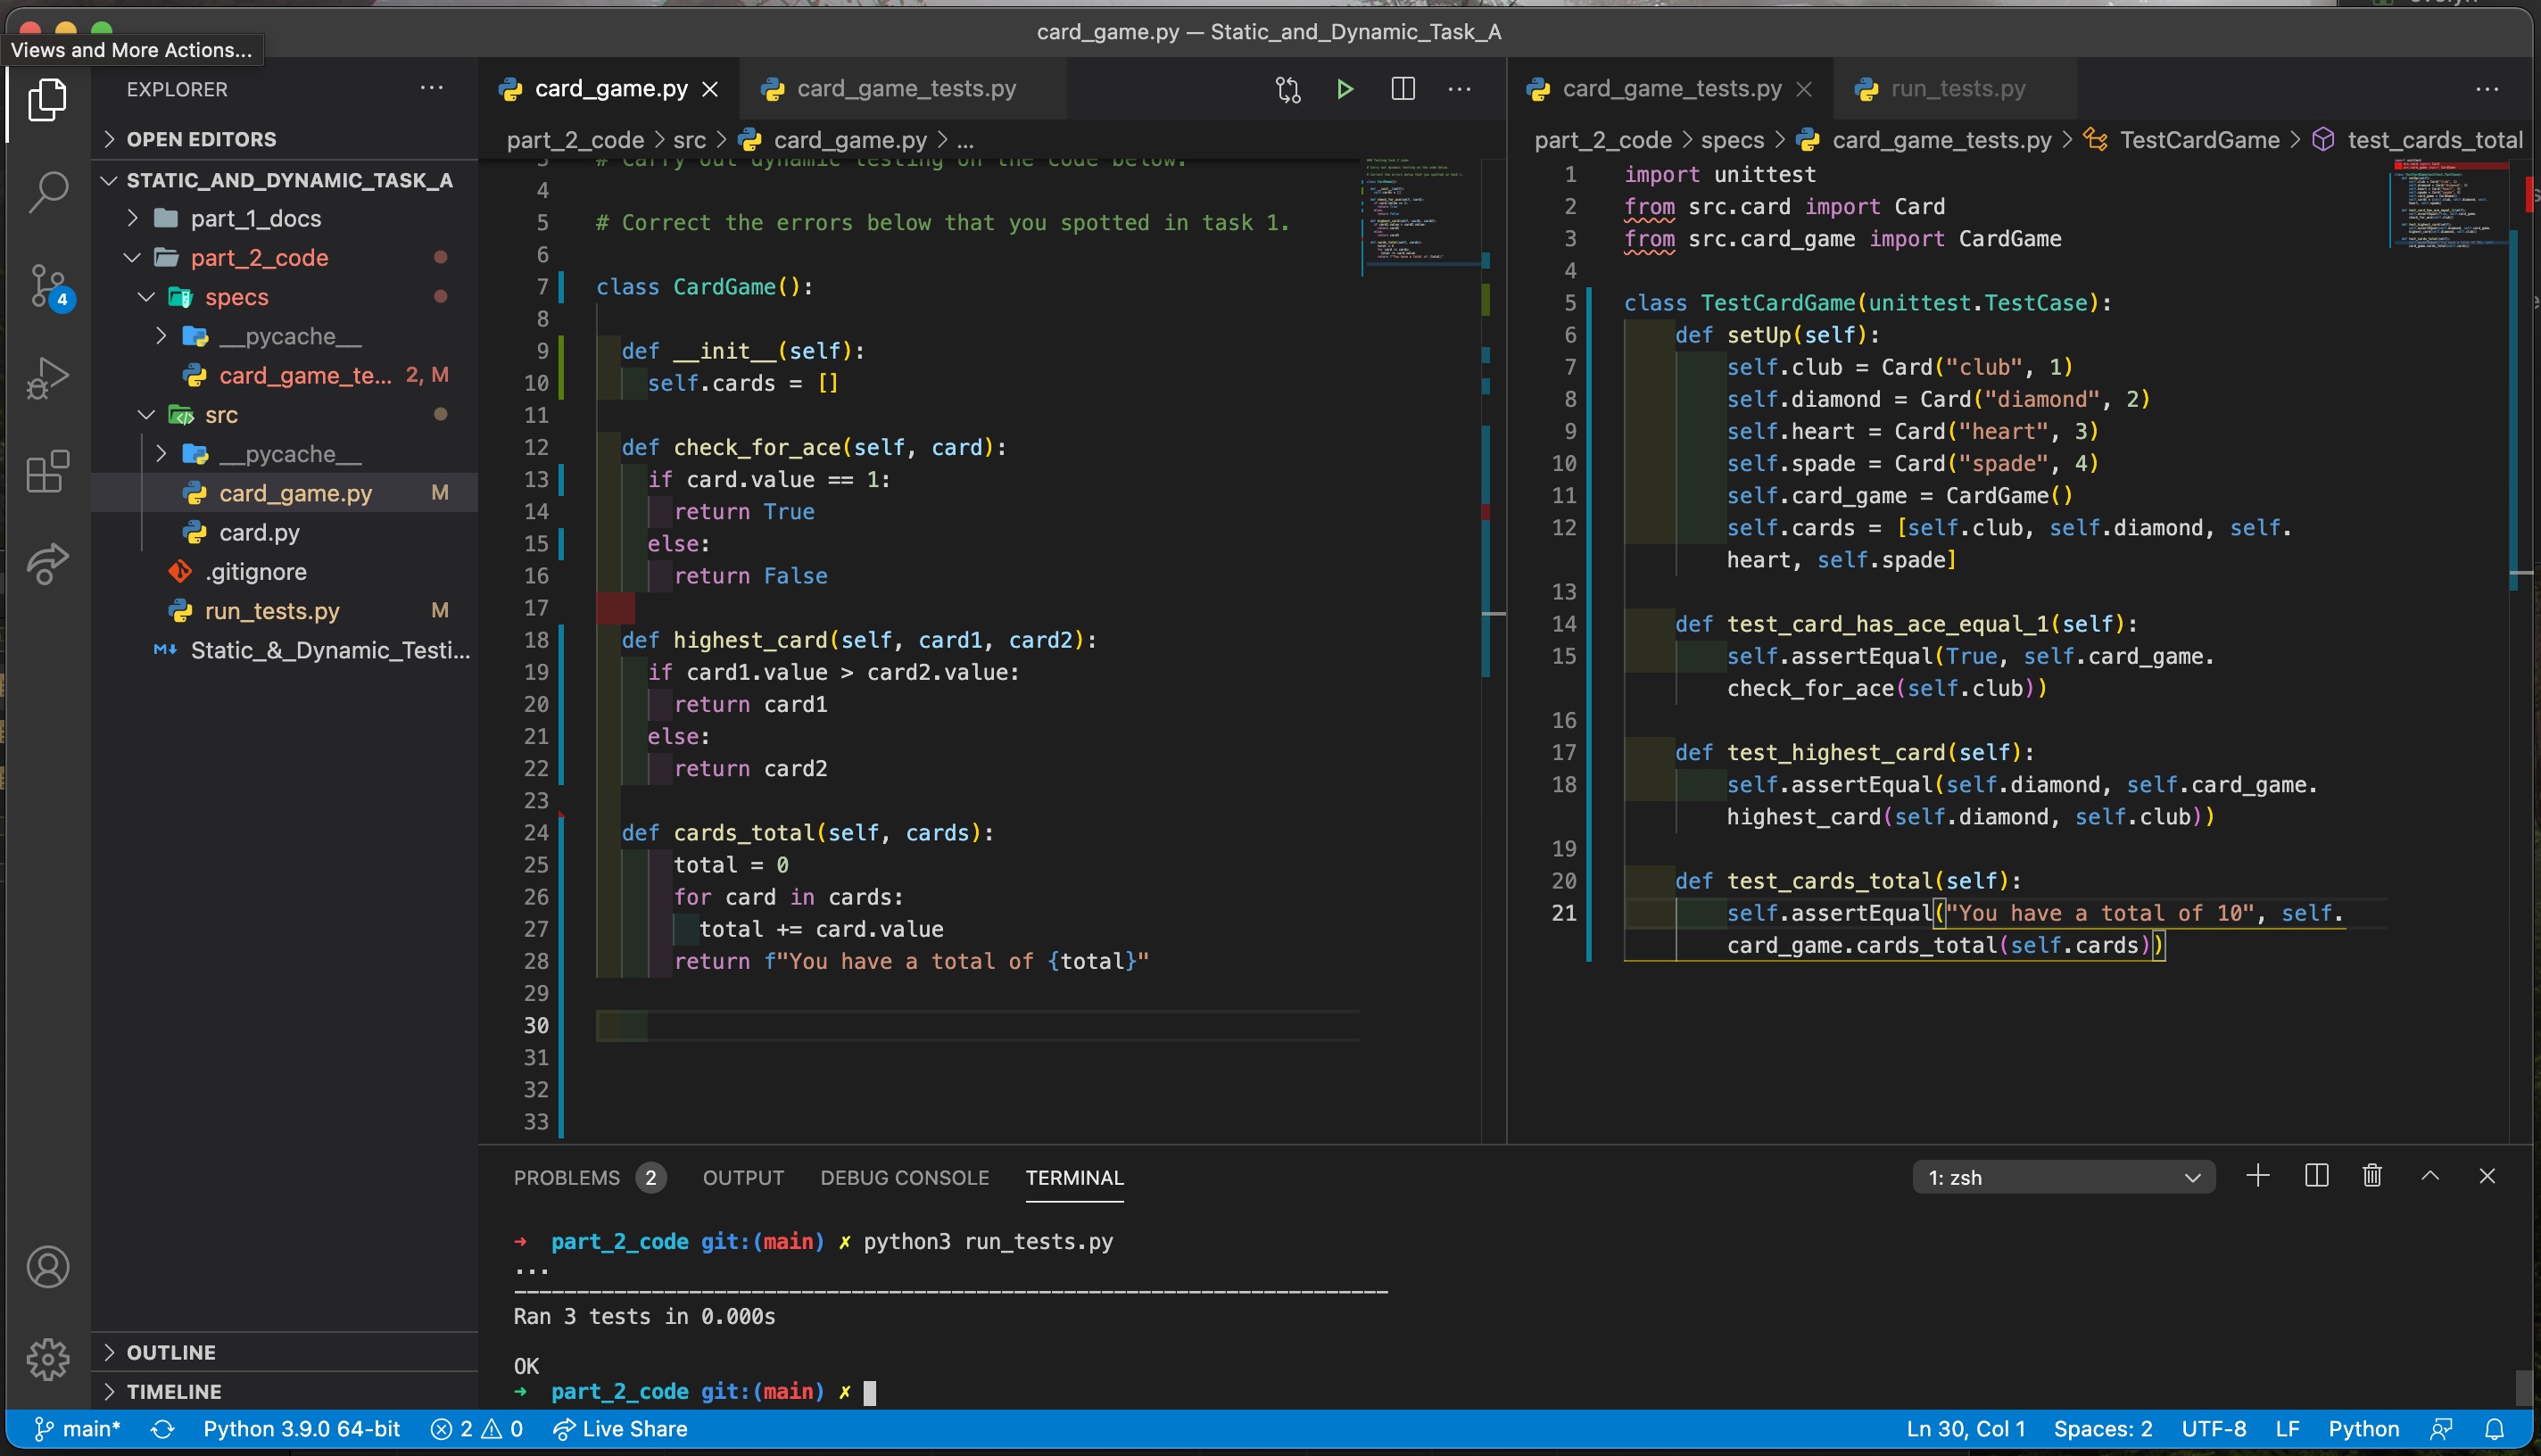 card_game.py — Static_and_Dynamic_Task_A
Views and More Actions...
EXPLORER
OPEN EDITORS
STATIC_AND_DYNAMIC_TASK_A
part_1_docs
part_2_code
specs
__pycache__
card_game_te... 2, M
src
__pycache__
card_game.py M
card.py
.gitignore
run_tests.py M
Static_&_Dynamic_Testi...
OUTLINE
TIMELINE
4
card_game.py
card_game_tests.py
part_2_code > src > card_game.py > ...
3 # Carry out dynamic testing on the code below.
4
5 # Correct the errors below that you spotted in task 1.
6
7 class CardGame():
8
9 def __init__(self):
10 self.cards = []
11
12 def check_for_ace(self, card):
13 if card.value == 1:
14 return True
15 else:
16 return False
17
18 def highest_card(self, card1, card2):
19 if card1.value > card2.value:
20 return card1
21 else:
22 return card2
23
24 def cards_total(self, cards):
25 total = 0
26 for card in cards:
27 total += card.value
28 return f"You have a total of {total}"
29
30
31
32
33
card_game_tests.py
run_tests.py
part_2_code > specs > card_game_tests.py > TestCardGame > test_cards_total
1 import unittest
2 from src.card import Card
3 from src.card_game import CardGame
4
5 class TestCardGame(unittest.TestCase):
6 def setUp(self):
7 self.club = Card("club", 1)
8 self.diamond = Card("diamond", 2)
9 self.heart = Card("heart", 3)
10 self.spade = Card("spade", 4)
11 self.card_game = CardGame()
12 self.cards = [self.club, self.diamond, self.
heart, self.spade]
13
14 def test_card_has_ace_equal_1(self):
15 self.assertEqual(True, self.card_game.
check_for_ace(self.club))
16
17 def test_highest_card(self):
18 self.assertEqual(self.diamond, self.card_game.
highest_card(self.diamond, self.club))
19
20 def test_cards_total(self):
21 self.assertEqual("You have a total of 10", self.
card_game.cards_total(self.cards))
PROBLEMS 2 OUTPUT DEBUG CONSOLE TERMINAL
1: zsh
➜ part_2_code git:(main) ✗ python3 run_tests.py
...
----------------------------------------------------------------------
Ran 3 tests in 0.000s
OK
➜ part_2_code git:(main) ✗
main* Python 3.9.0 64-bit 2 0 Live Share
Ln 30, Col 1 Spaces: 2 UTF-8 LF Python